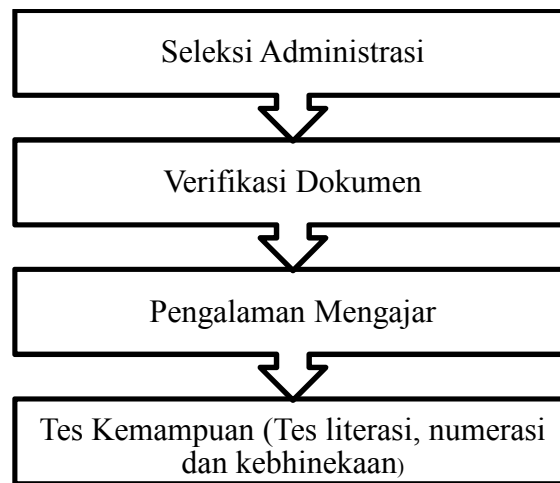 Seleksi Administrasi
Verifikasi Dokumen
Pengalaman Mengajar
Tes Kemampuan (Tes literasi, numerasi
dan kebhinekaan)